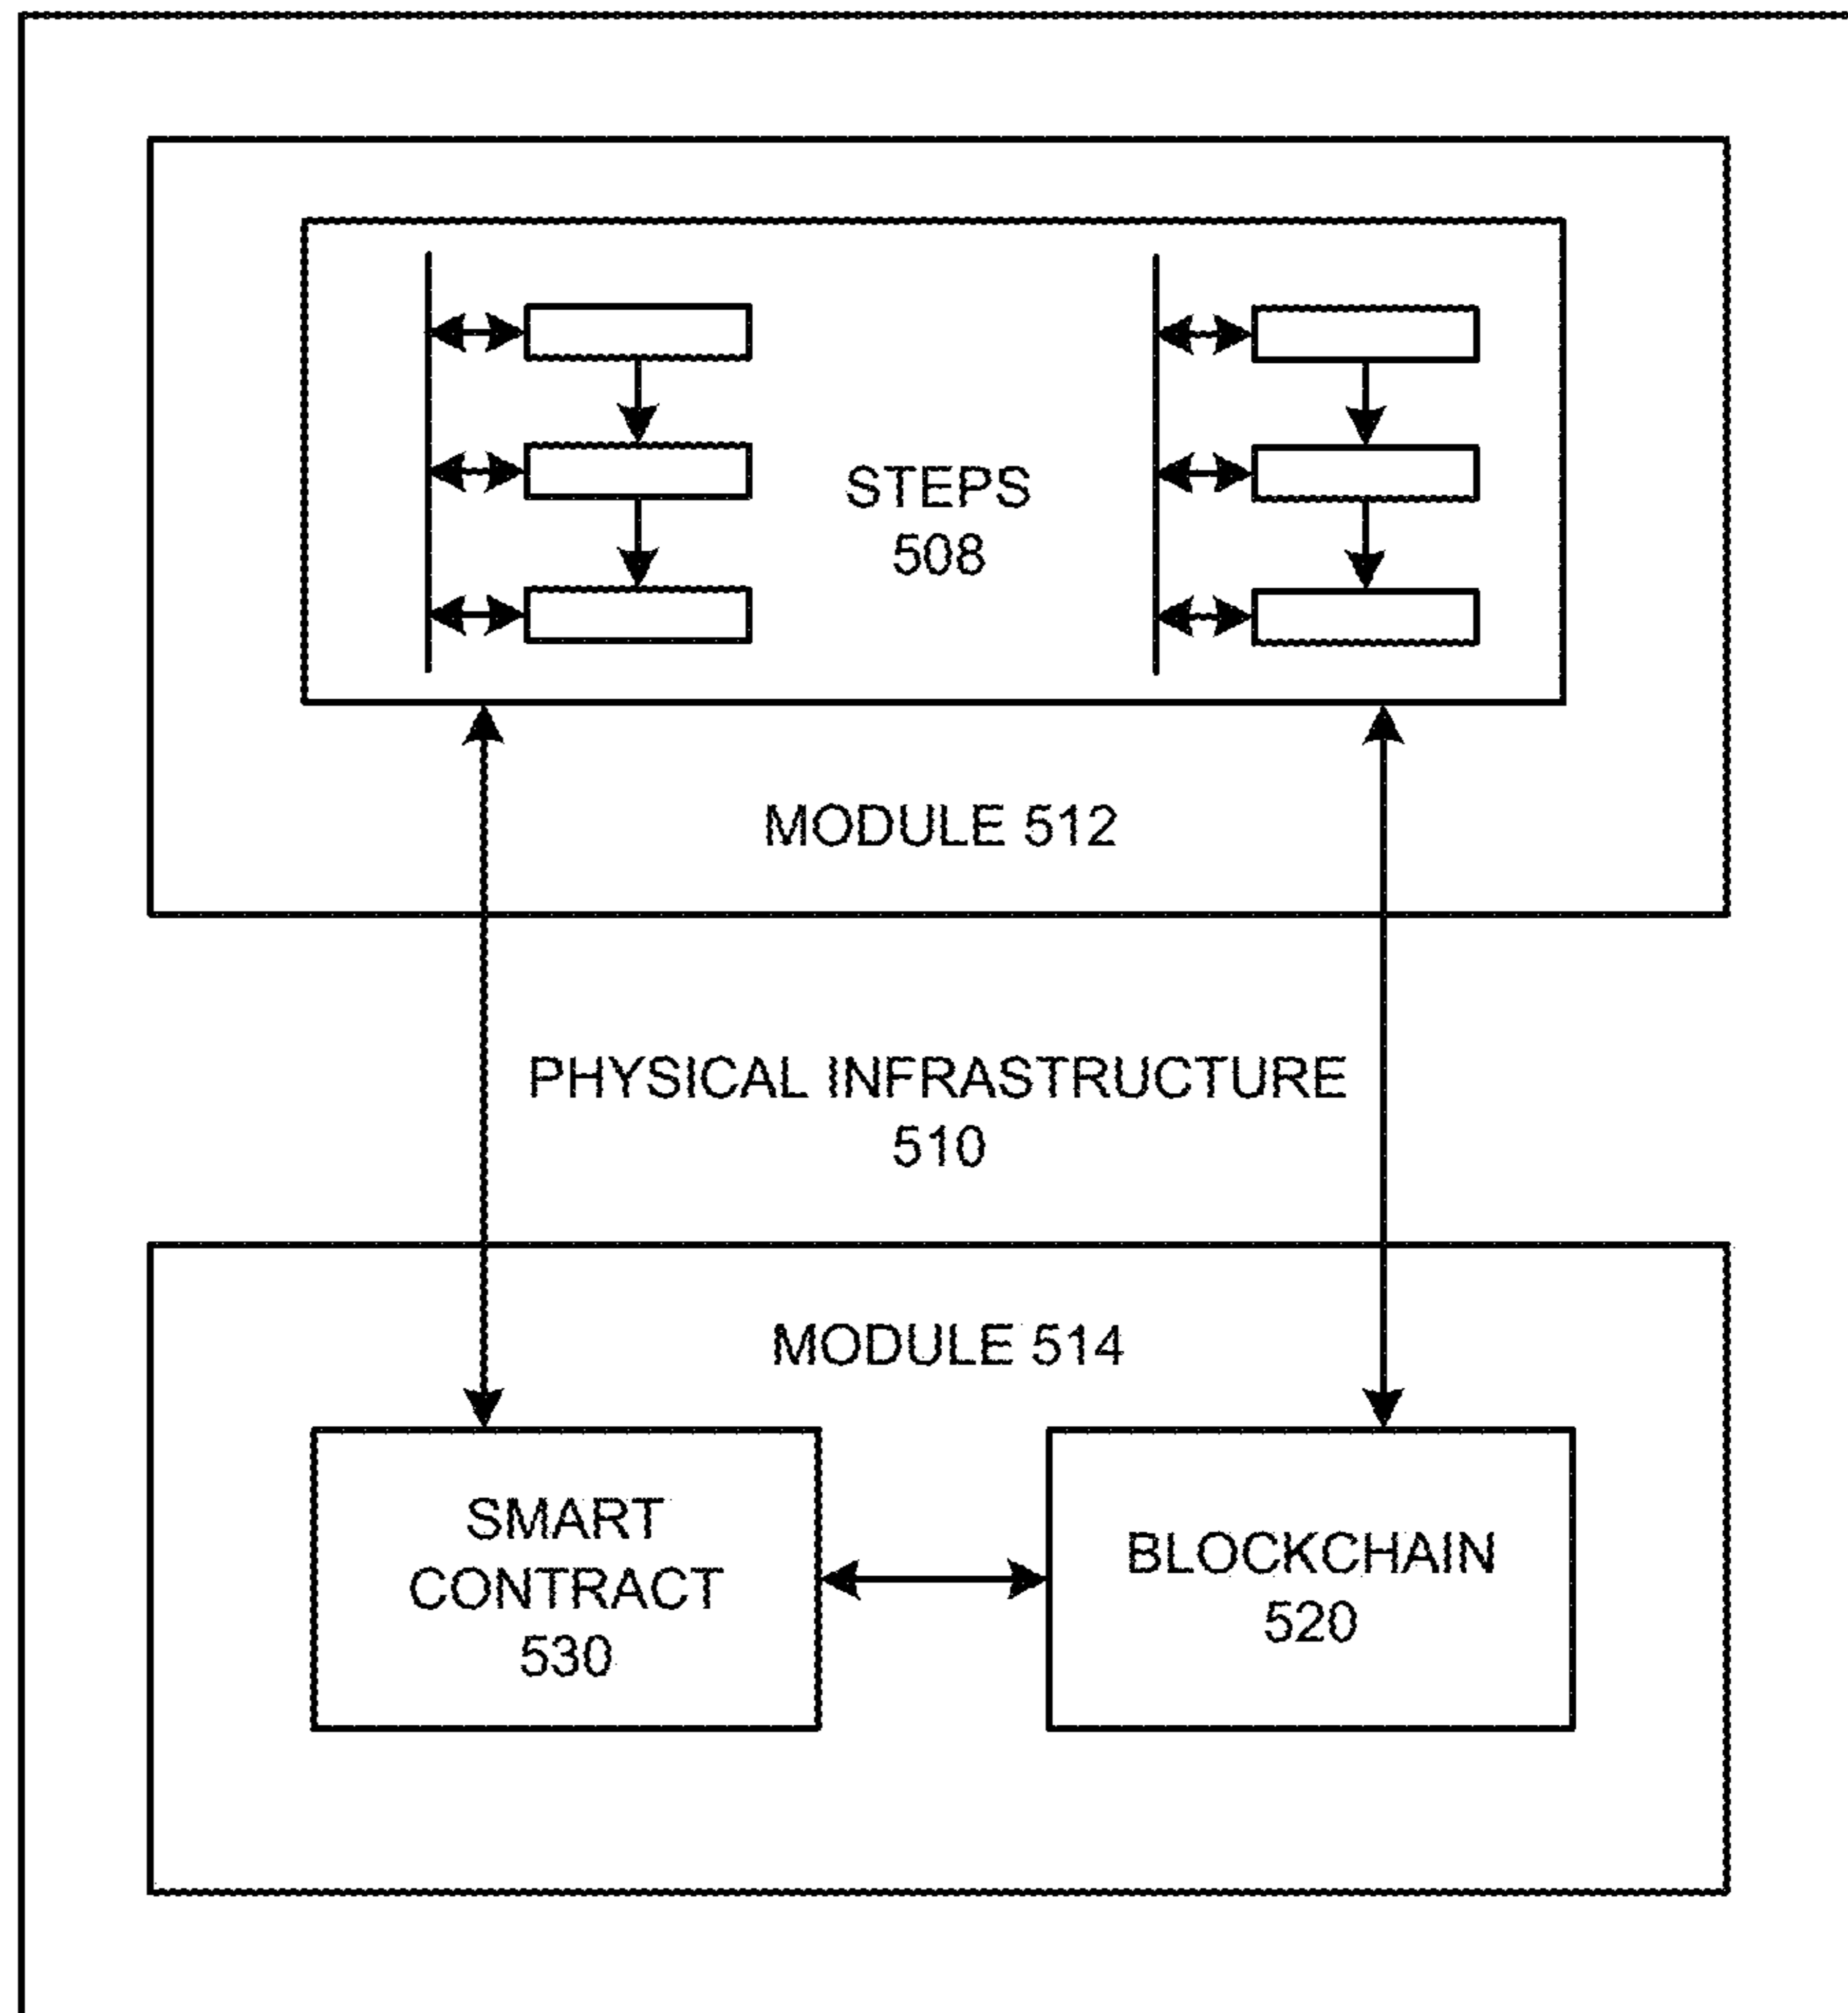 STEPS
508
MODULE 512
PHYSICAL INFRASTRUCTURE
510
MODULE 514
SMART
CONTRACT
530
BLOCKCHAIN
520